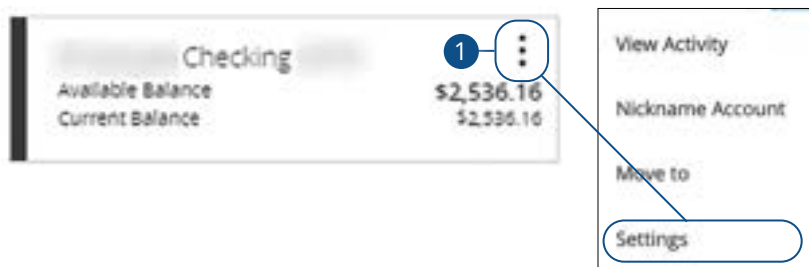 Checking
1
Available Balance $2,536.16
Current Balance $2,536.16
View Activity
Nickname Account
Move to
Settings